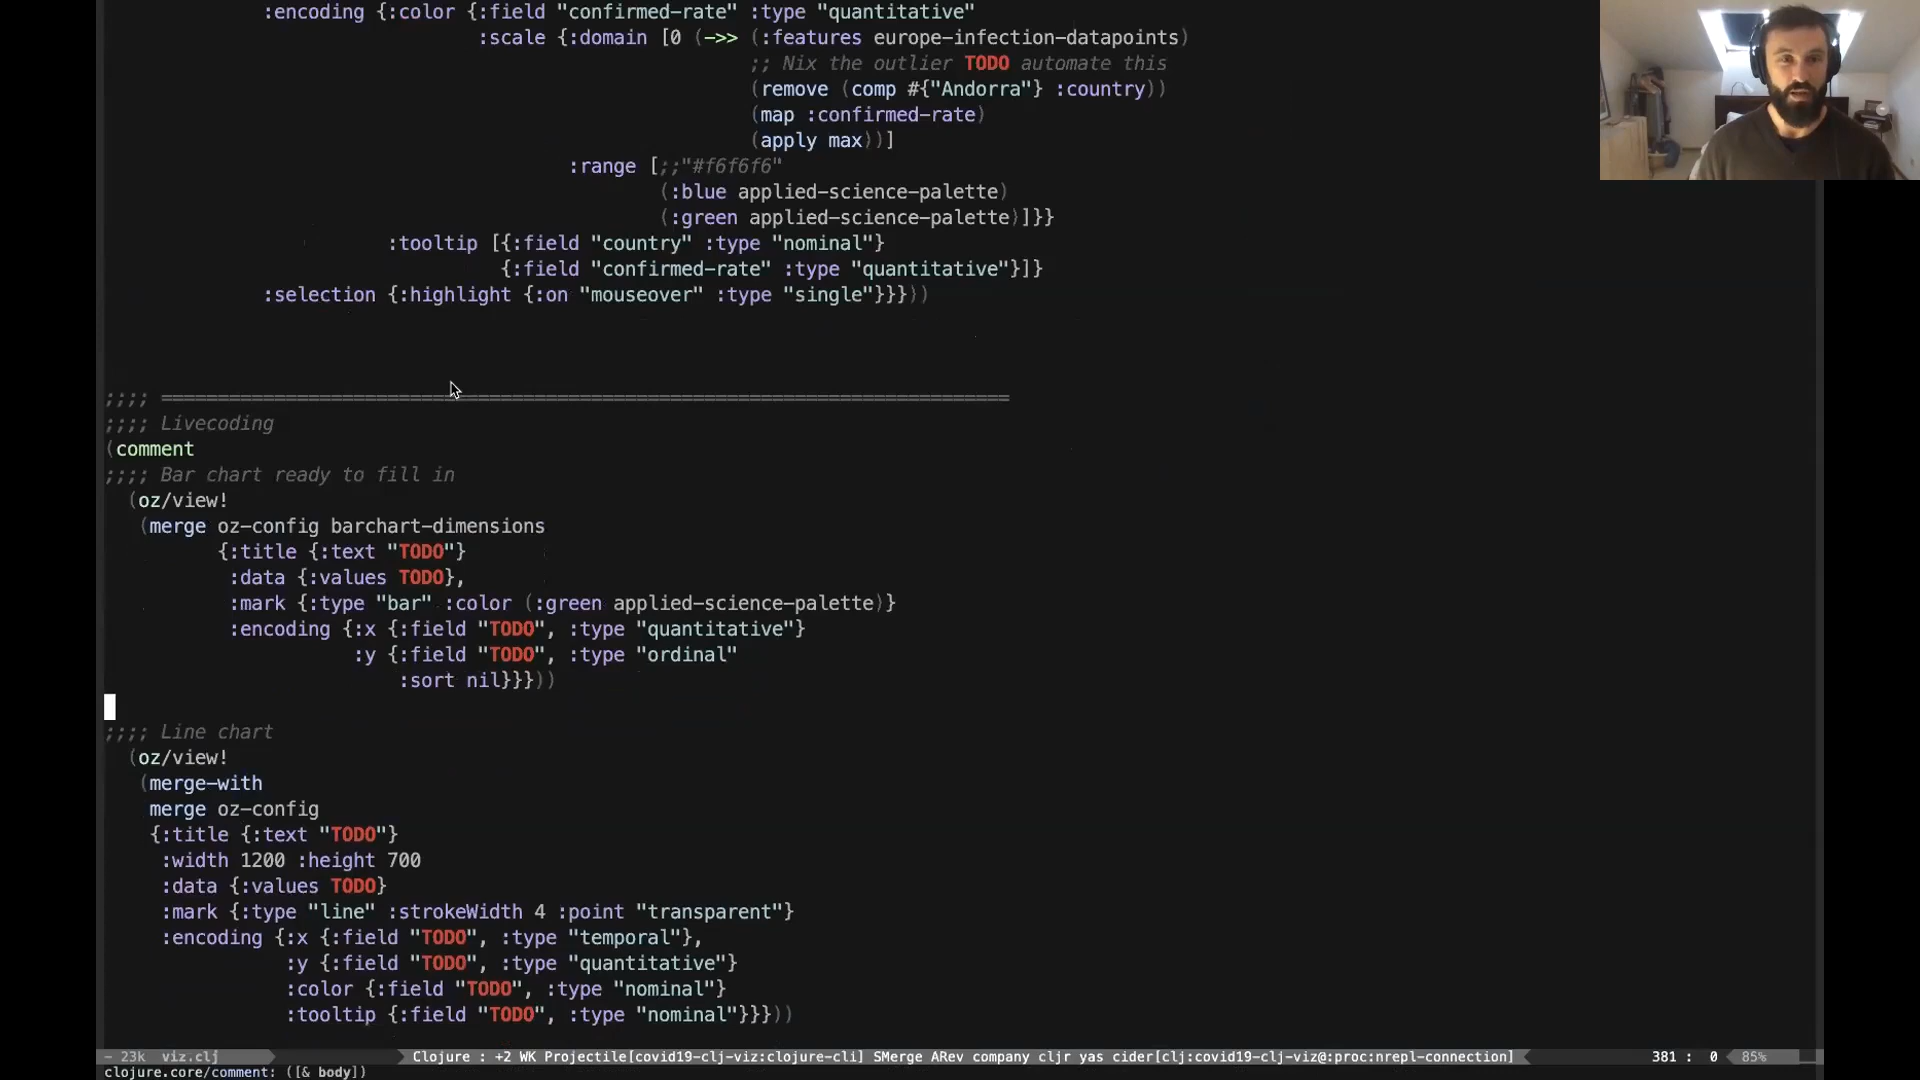 :encoding {:color {:field "confirmed-rate" :type "quantitative"
:scale {:domain [0 (->> (:features europe-infection-datapoints)
;; Nix the outlier TODO automate this
(remove (comp #{"Andorra"} :country))
(map :confirmed-rate)
(apply max))]
:range [;;"#f6f6f6"
(:blue applied-science-palette)
(:green applied-science-palette)]}}
:tooltip [{:field "country" :type "nominal"}
{:field "confirmed-rate" :type "quantitative"}]}
:selection {:highlight {:on "mouseover" :type "single"}}}))
;;;; ===========================================================================
;;;; Livecoding
(comment
;;;; Bar chart ready to fill in
(oz/view!
(merge oz-config barchart-dimensions
{:title {:text "TODO"}
:data {:values TODO},
:mark {:type "bar" :color (:green applied-science-palette)}
:encoding {:x {:field "TODO", :type "quantitative"}
:y {:field "TODO", :type "ordinal"
:sort nil}}}))
;;;; Line chart
(oz/view!
(merge-with
merge oz-config
{:title {:text "TODO"}
:width 1200 :height 700
:data {:values TODO}
:mark {:type "line" :strokeWidth 4 :point "transparent"}
:encoding {:x {:field "TODO", :type "temporal"},
:y {:field "TODO", :type "quantitative"}
:color {:field "TODO", :type "nominal"}
:tooltip {:field "TODO", :type "nominal"}}}))
- 23k viz.clj Clojure : +2 WK Projectile[covid19-clj-viz:clojure-cli] SMerge ARev company cljr yas cider[clj:covid19-clj-viz@:proc:nrepl-connection] 381 : 0 85%
clojure.core/comment: ([& body])